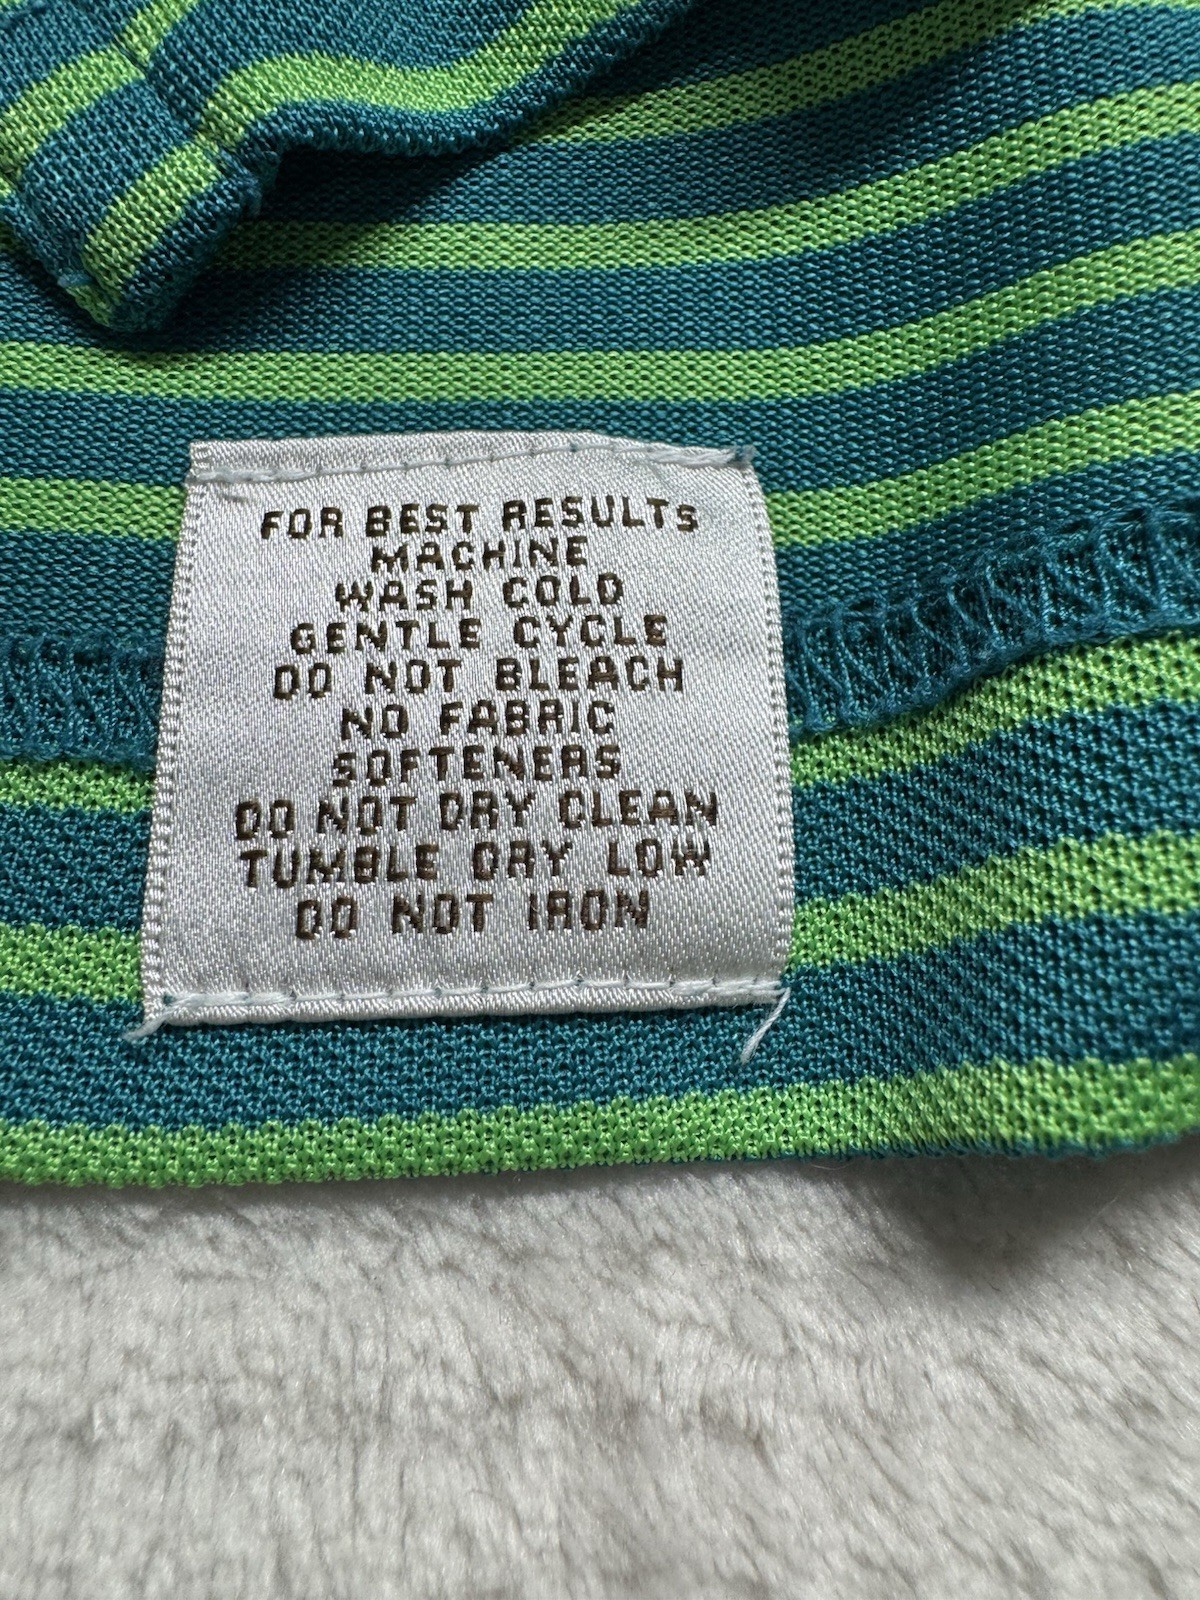 FOR BEST RESULTS
MACHINE
WASH COLD
GENTLE CYCLE
DO NOT BLEACH
NO FABRIC
SOFTENERS
DO NOT DRY CLEAN
TUMBLE DRY LOW
DO NOT IRON